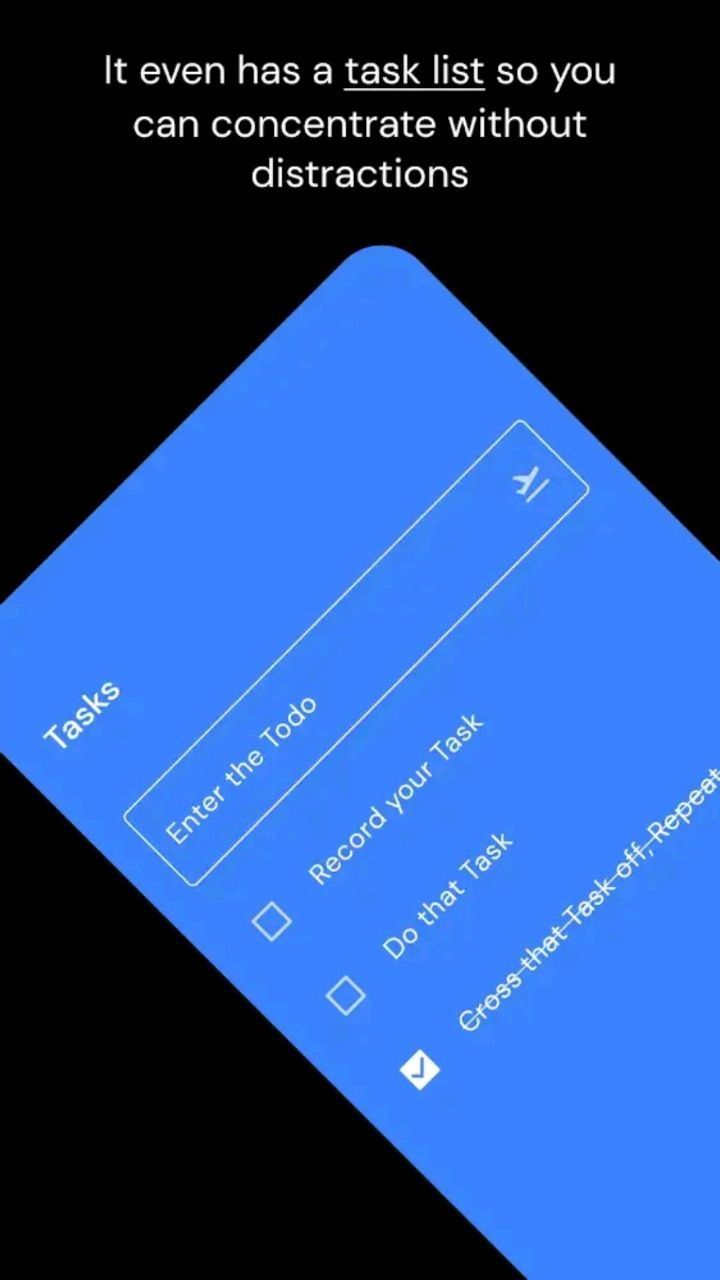 It even has a task list so you
can concentrate without
distractions
Tasks
Enter the Todo
Record your Task
Do that Task
Cross that Task off, Repeat